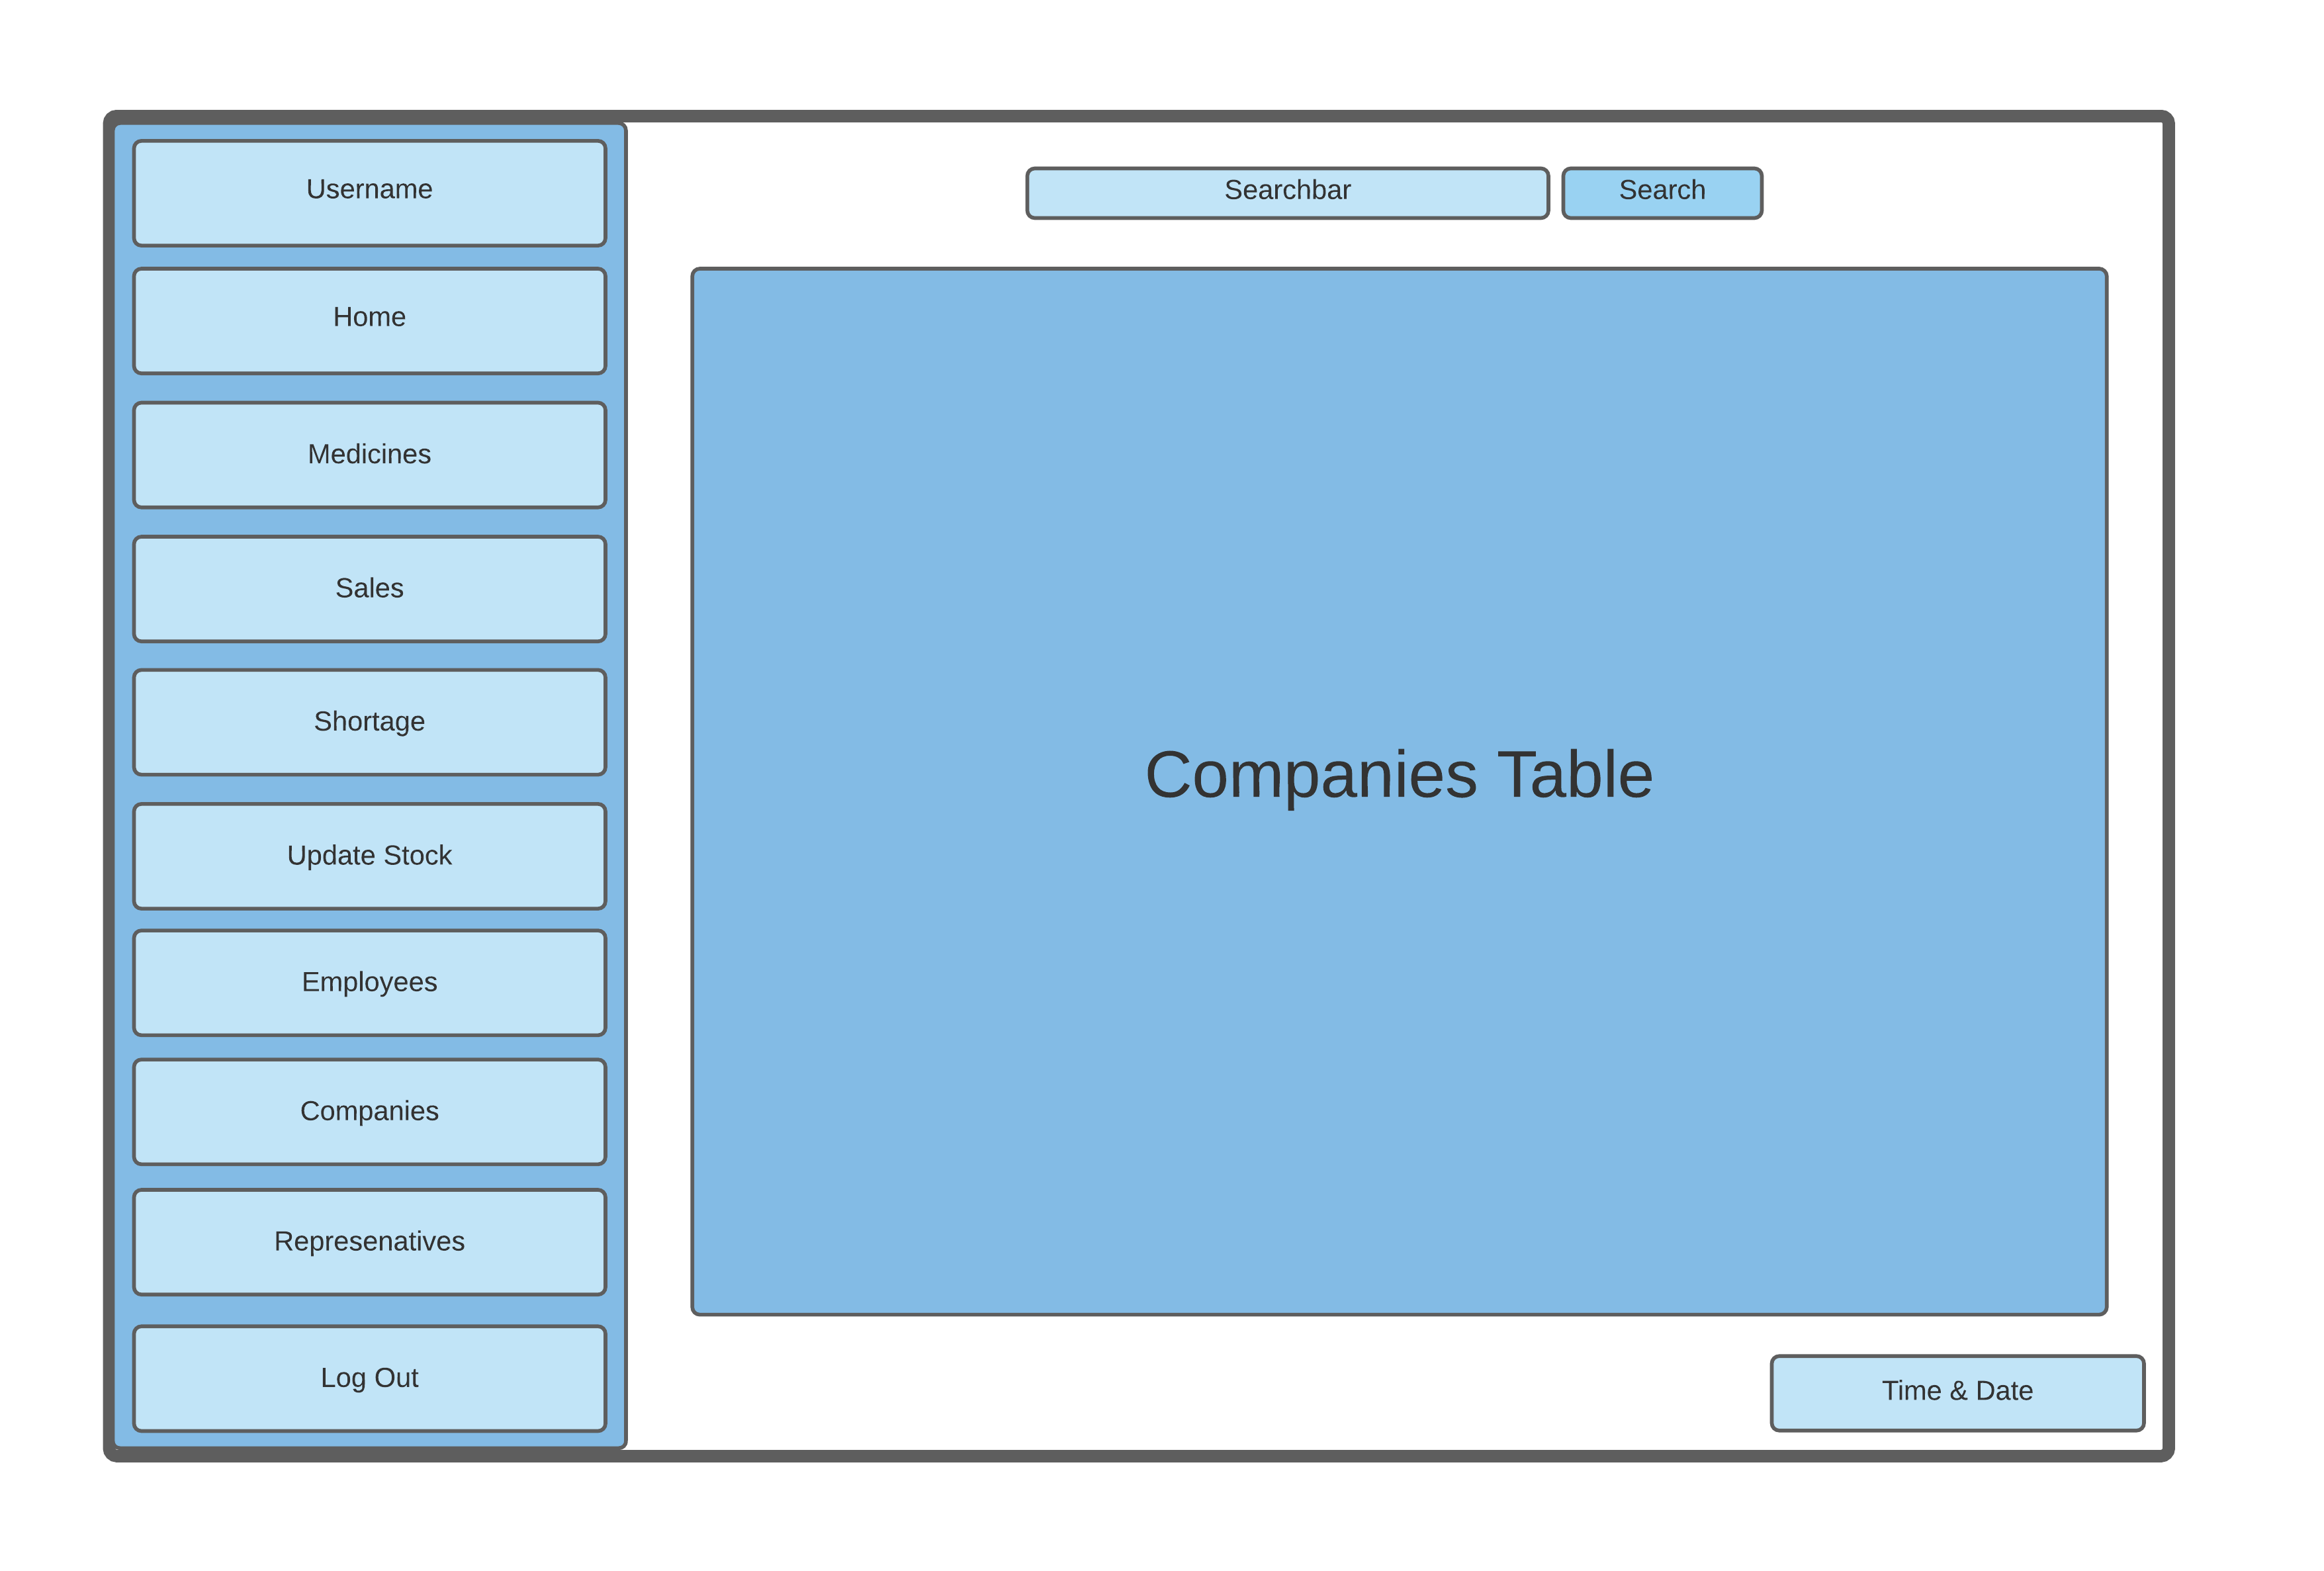 Username
Home
Medicines
Sales
Shortage
Update Stock
Employees
Companies
Represenatives
Log Out
Searchbar
Search
Companies Table
Time & Date